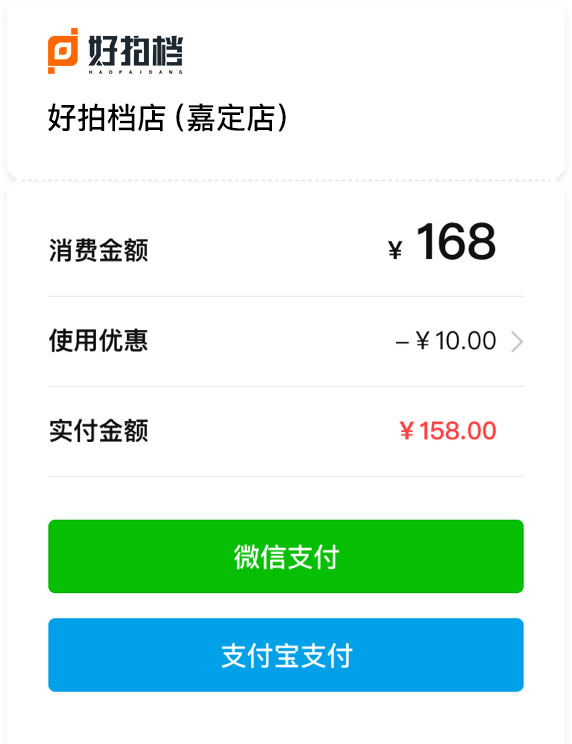 好拍档
HAOPAIDANG
好拍档店（嘉定店）
消费金额 ¥ 168
使用优惠 –¥10.00
实付金额 ¥158.00
微信支付
支付宝支付